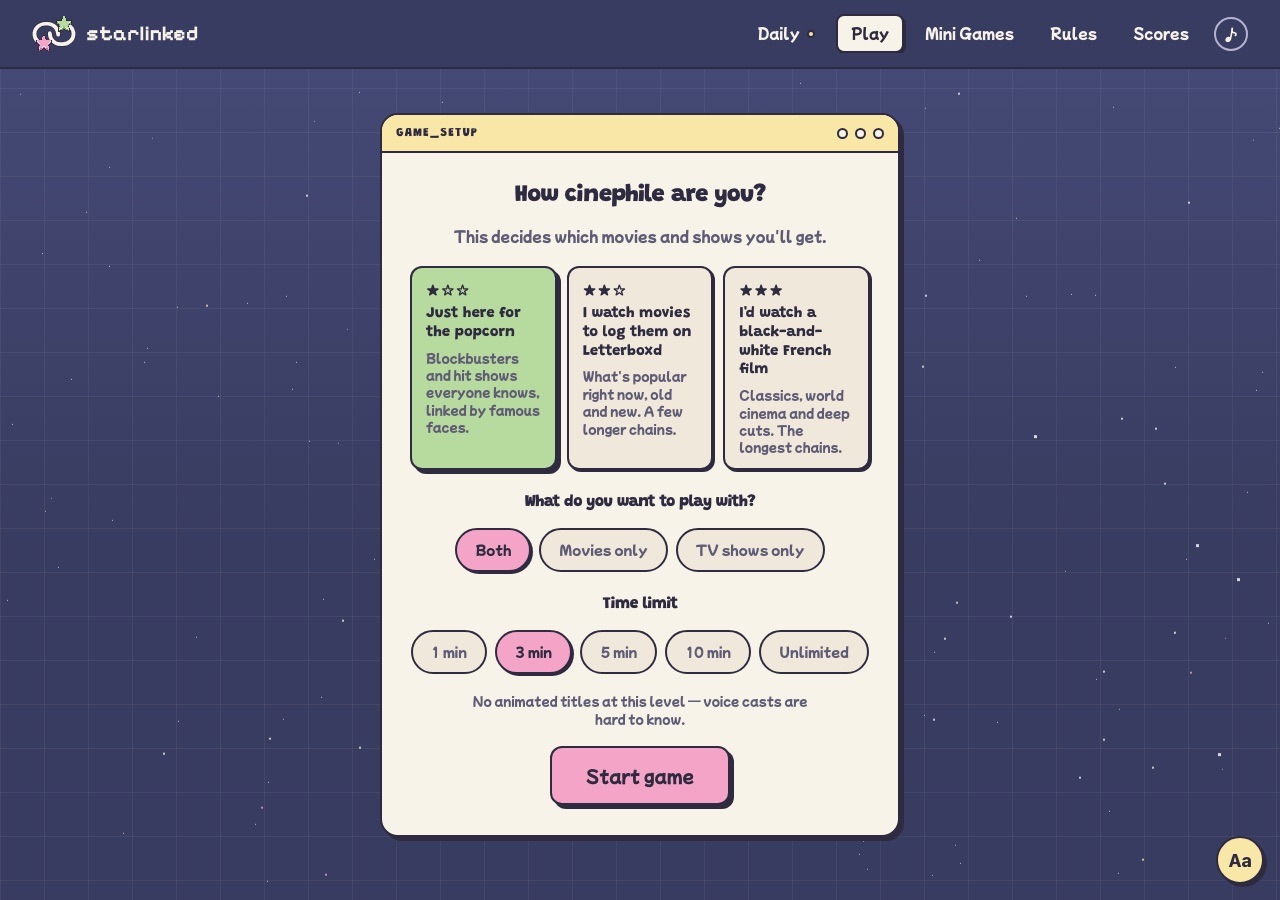 starlinked
Daily
Play
Mini Games
Rules
Scores
GAME_SETUP
How cinephile are you?
This decides which movies and shows you'll get.
★☆☆
Just here for
the popcorn
Blockbusters
and hit shows
everyone knows,
linked by famous
faces.
★★☆
I watch movies
to log them on
Letterboxd
What's popular
right now, old
and new. A few
longer chains.
★★★
I'd watch a
black-and-
white French
film
Classics, world
cinema and deep
cuts. The
longest chains.
What do you want to play with?
Both
Movies only
TV shows only
Time limit
1 min
3 min
5 min
10 min
Unlimited
No animated titles at this level — voice casts are
hard to know.
Start game
Aa